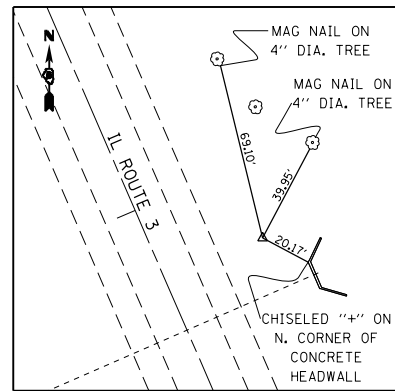 MAG NAIL ON
4'' DIA. TREE
MAG NAIL ON
4'' DIA. TREE
N
IL ROUTE 3
69.10'
39.95'
20.17'
CHISELED "+" ON
N. CORNER OF
CONCRETE
HEADWALL